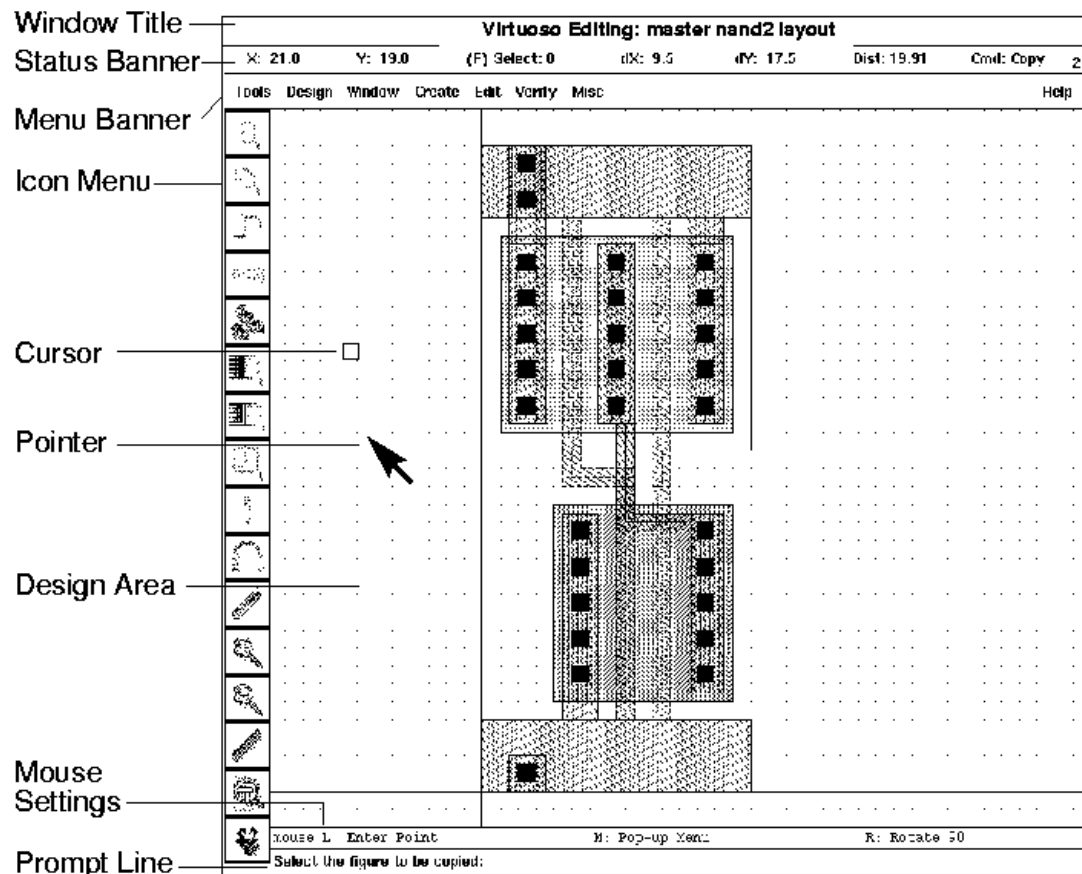 Window Title
Virtuoso Editing: master nand2 layout
Status Banner
X: 21.0 Y: 19.0 (F) Select: 0 dX: 9.5 dY: 17.5 Dist: 19.91 Cmd: Copy 2
Menu Banner
Tools Design Window Create Edit Verify Misc Help
Icon Menu
Cursor
Pointer
Design Area
Mouse
Settings
mouse L Enter Point M: Pop-up Menu R: Rotate 90
Prompt Line
Select the figure to be copied: